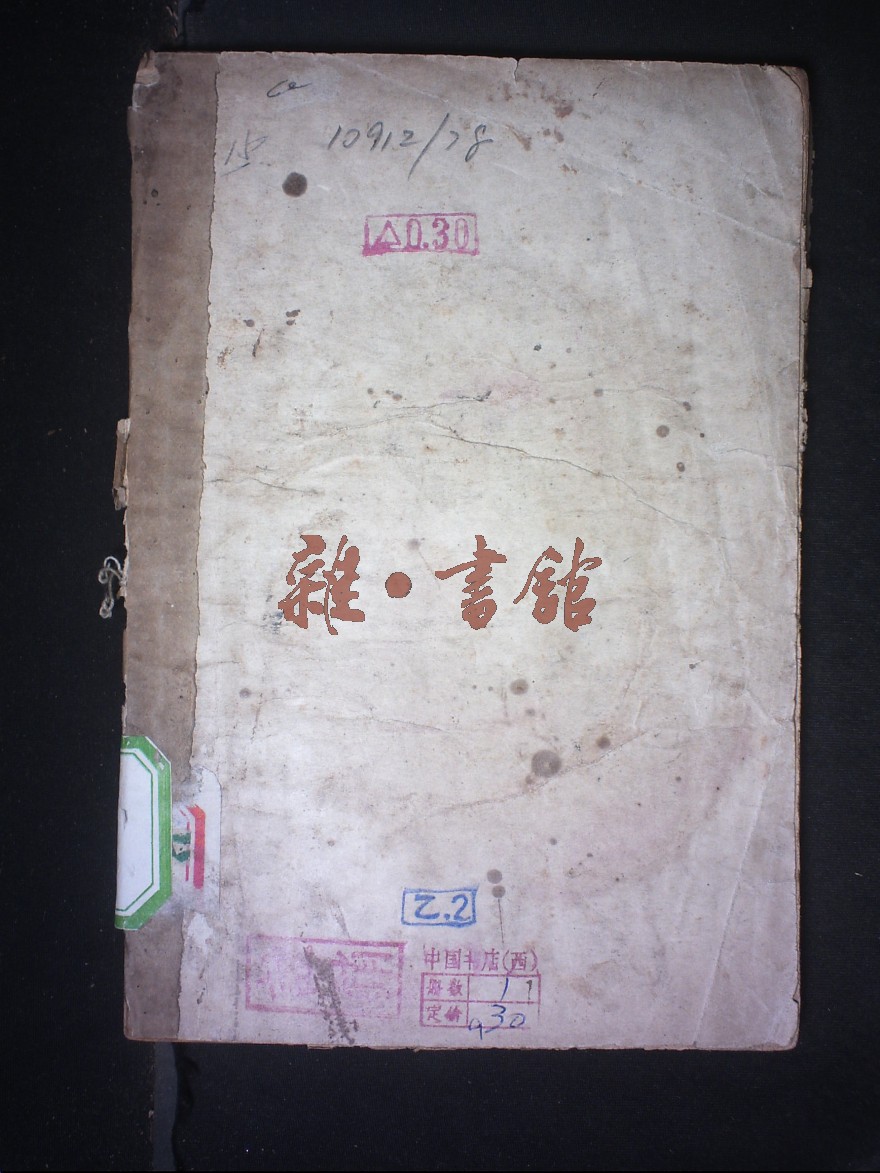 10912/78
△0.30
雜·書館
乙.2
中国书店(西)
册数 1
定价 0,30